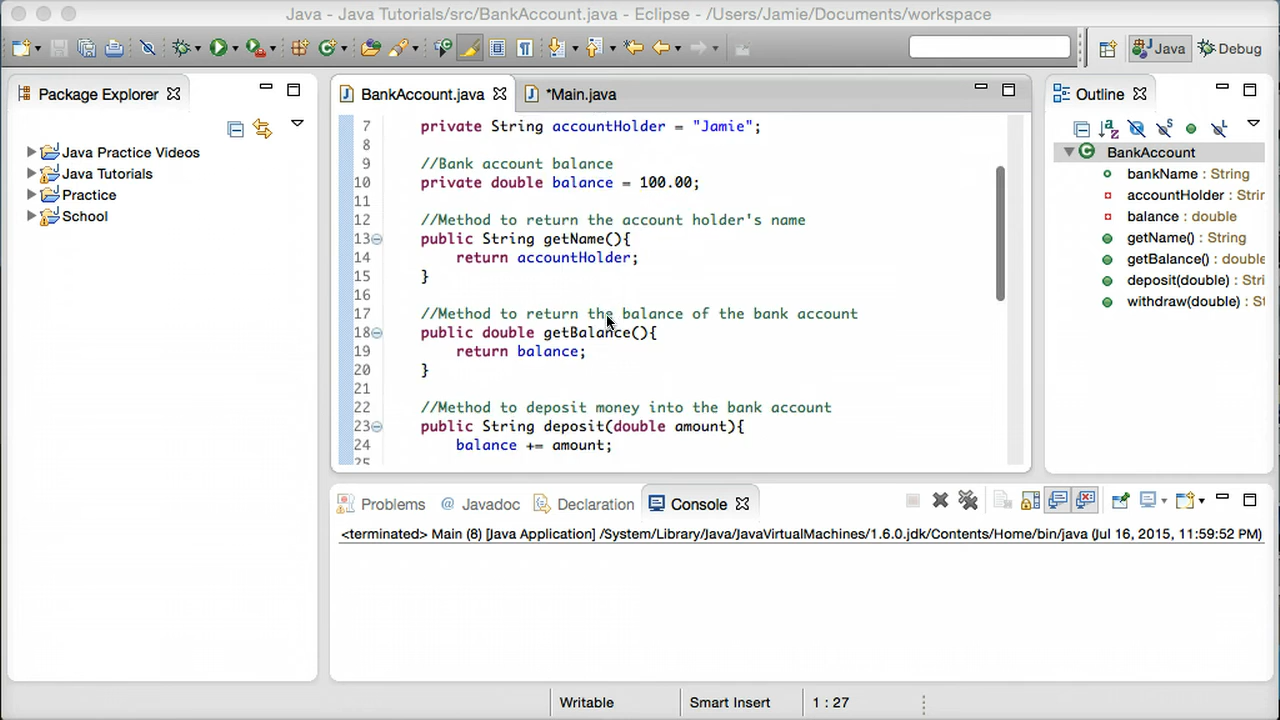 Java - Java Tutorials/src/BankAccount.java - Eclipse - /Users/Jamie/Documents/workspace
Java
Debug
Package Explorer
Java Practice Videos
Java Tutorials
Practice
School
BankAccount.java
*Main.java
7 private String accountHolder = "Jamie";
8
9 //Bank account balance
10 private double balance = 100.00;
11
12 //Method to return the account holder's name
13 public String getName(){
14 return accountHolder;
15 }
16
17 //Method to return the balance of the bank account
18 public double getBalance(){
19 return balance;
20 }
21
22 //Method to deposit money into the bank account
23 public String deposit(double amount){
24 balance += amount;
25
Outline
BankAccount
bankName : String
accountHolder : Strir
balance : double
getName() : String
getBalance() : double
deposit(double) : Stri
withdraw(double) : St
Problems
@ Javadoc
Declaration
Console
<terminated> Main (8) [Java Application] /System/Library/Java/JavaVirtualMachines/1.6.0.jdk/Contents/Home/bin/java (Jul 16, 2015, 11:59:52 PM)
Writable
Smart Insert
1 : 27